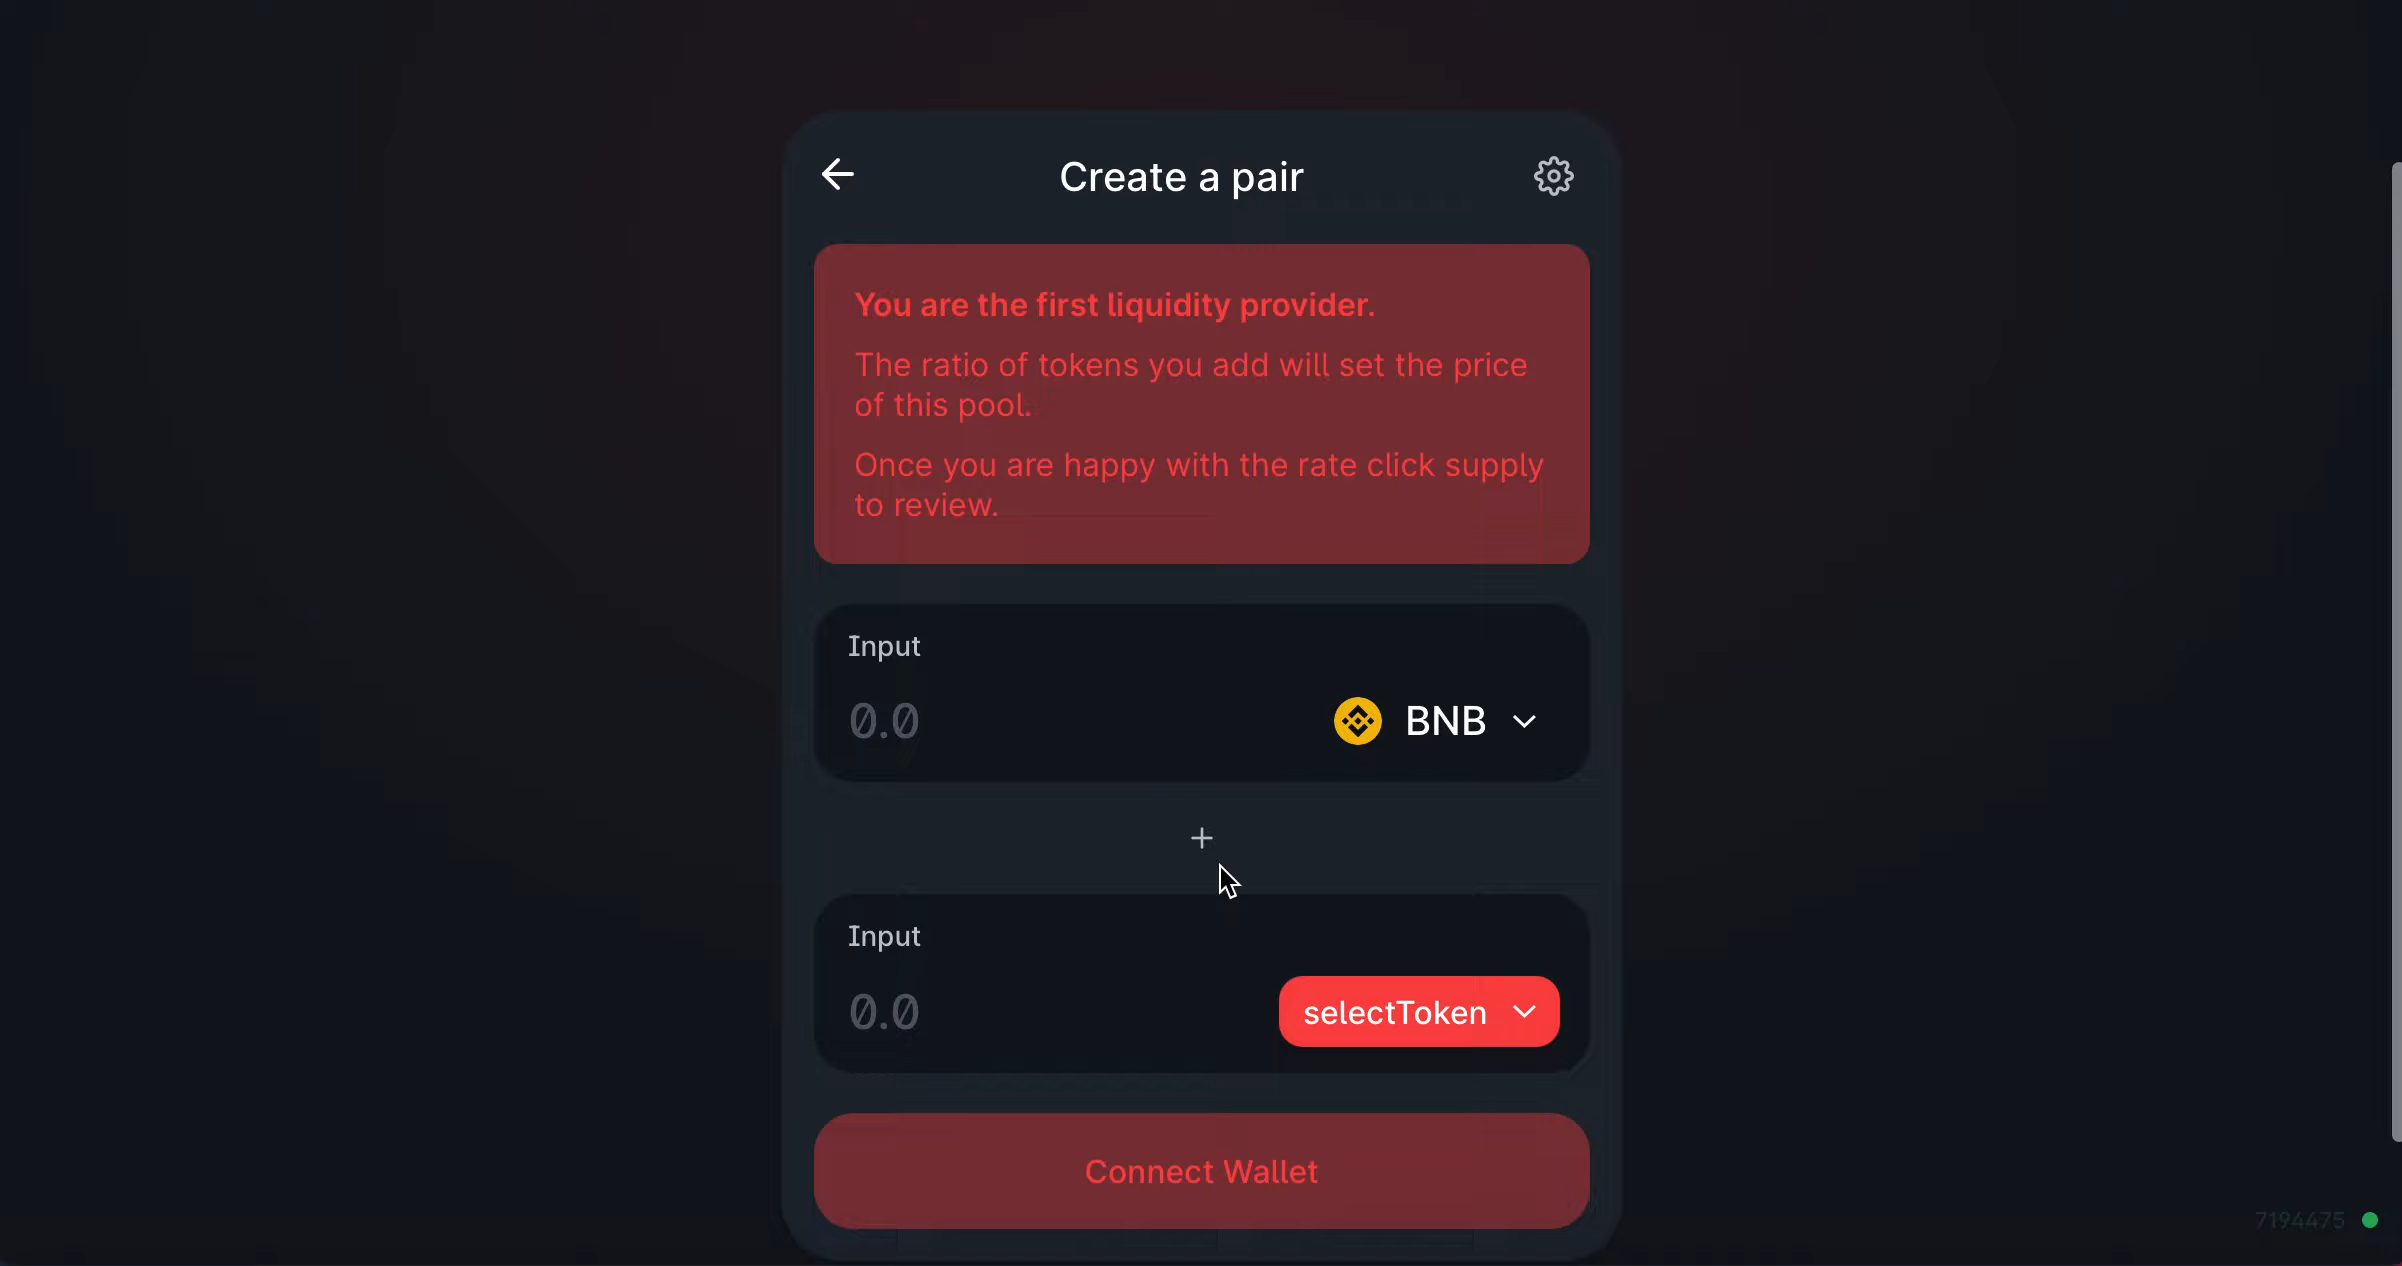 Create a pair
You are the first liquidity provider.
The ratio of tokens you add will set the price
of this pool.
Once you are happy with the rate click supply
to review.
Input
0.0
BNB
+
Input
0.0
selectToken
Connect Wallet
7194475